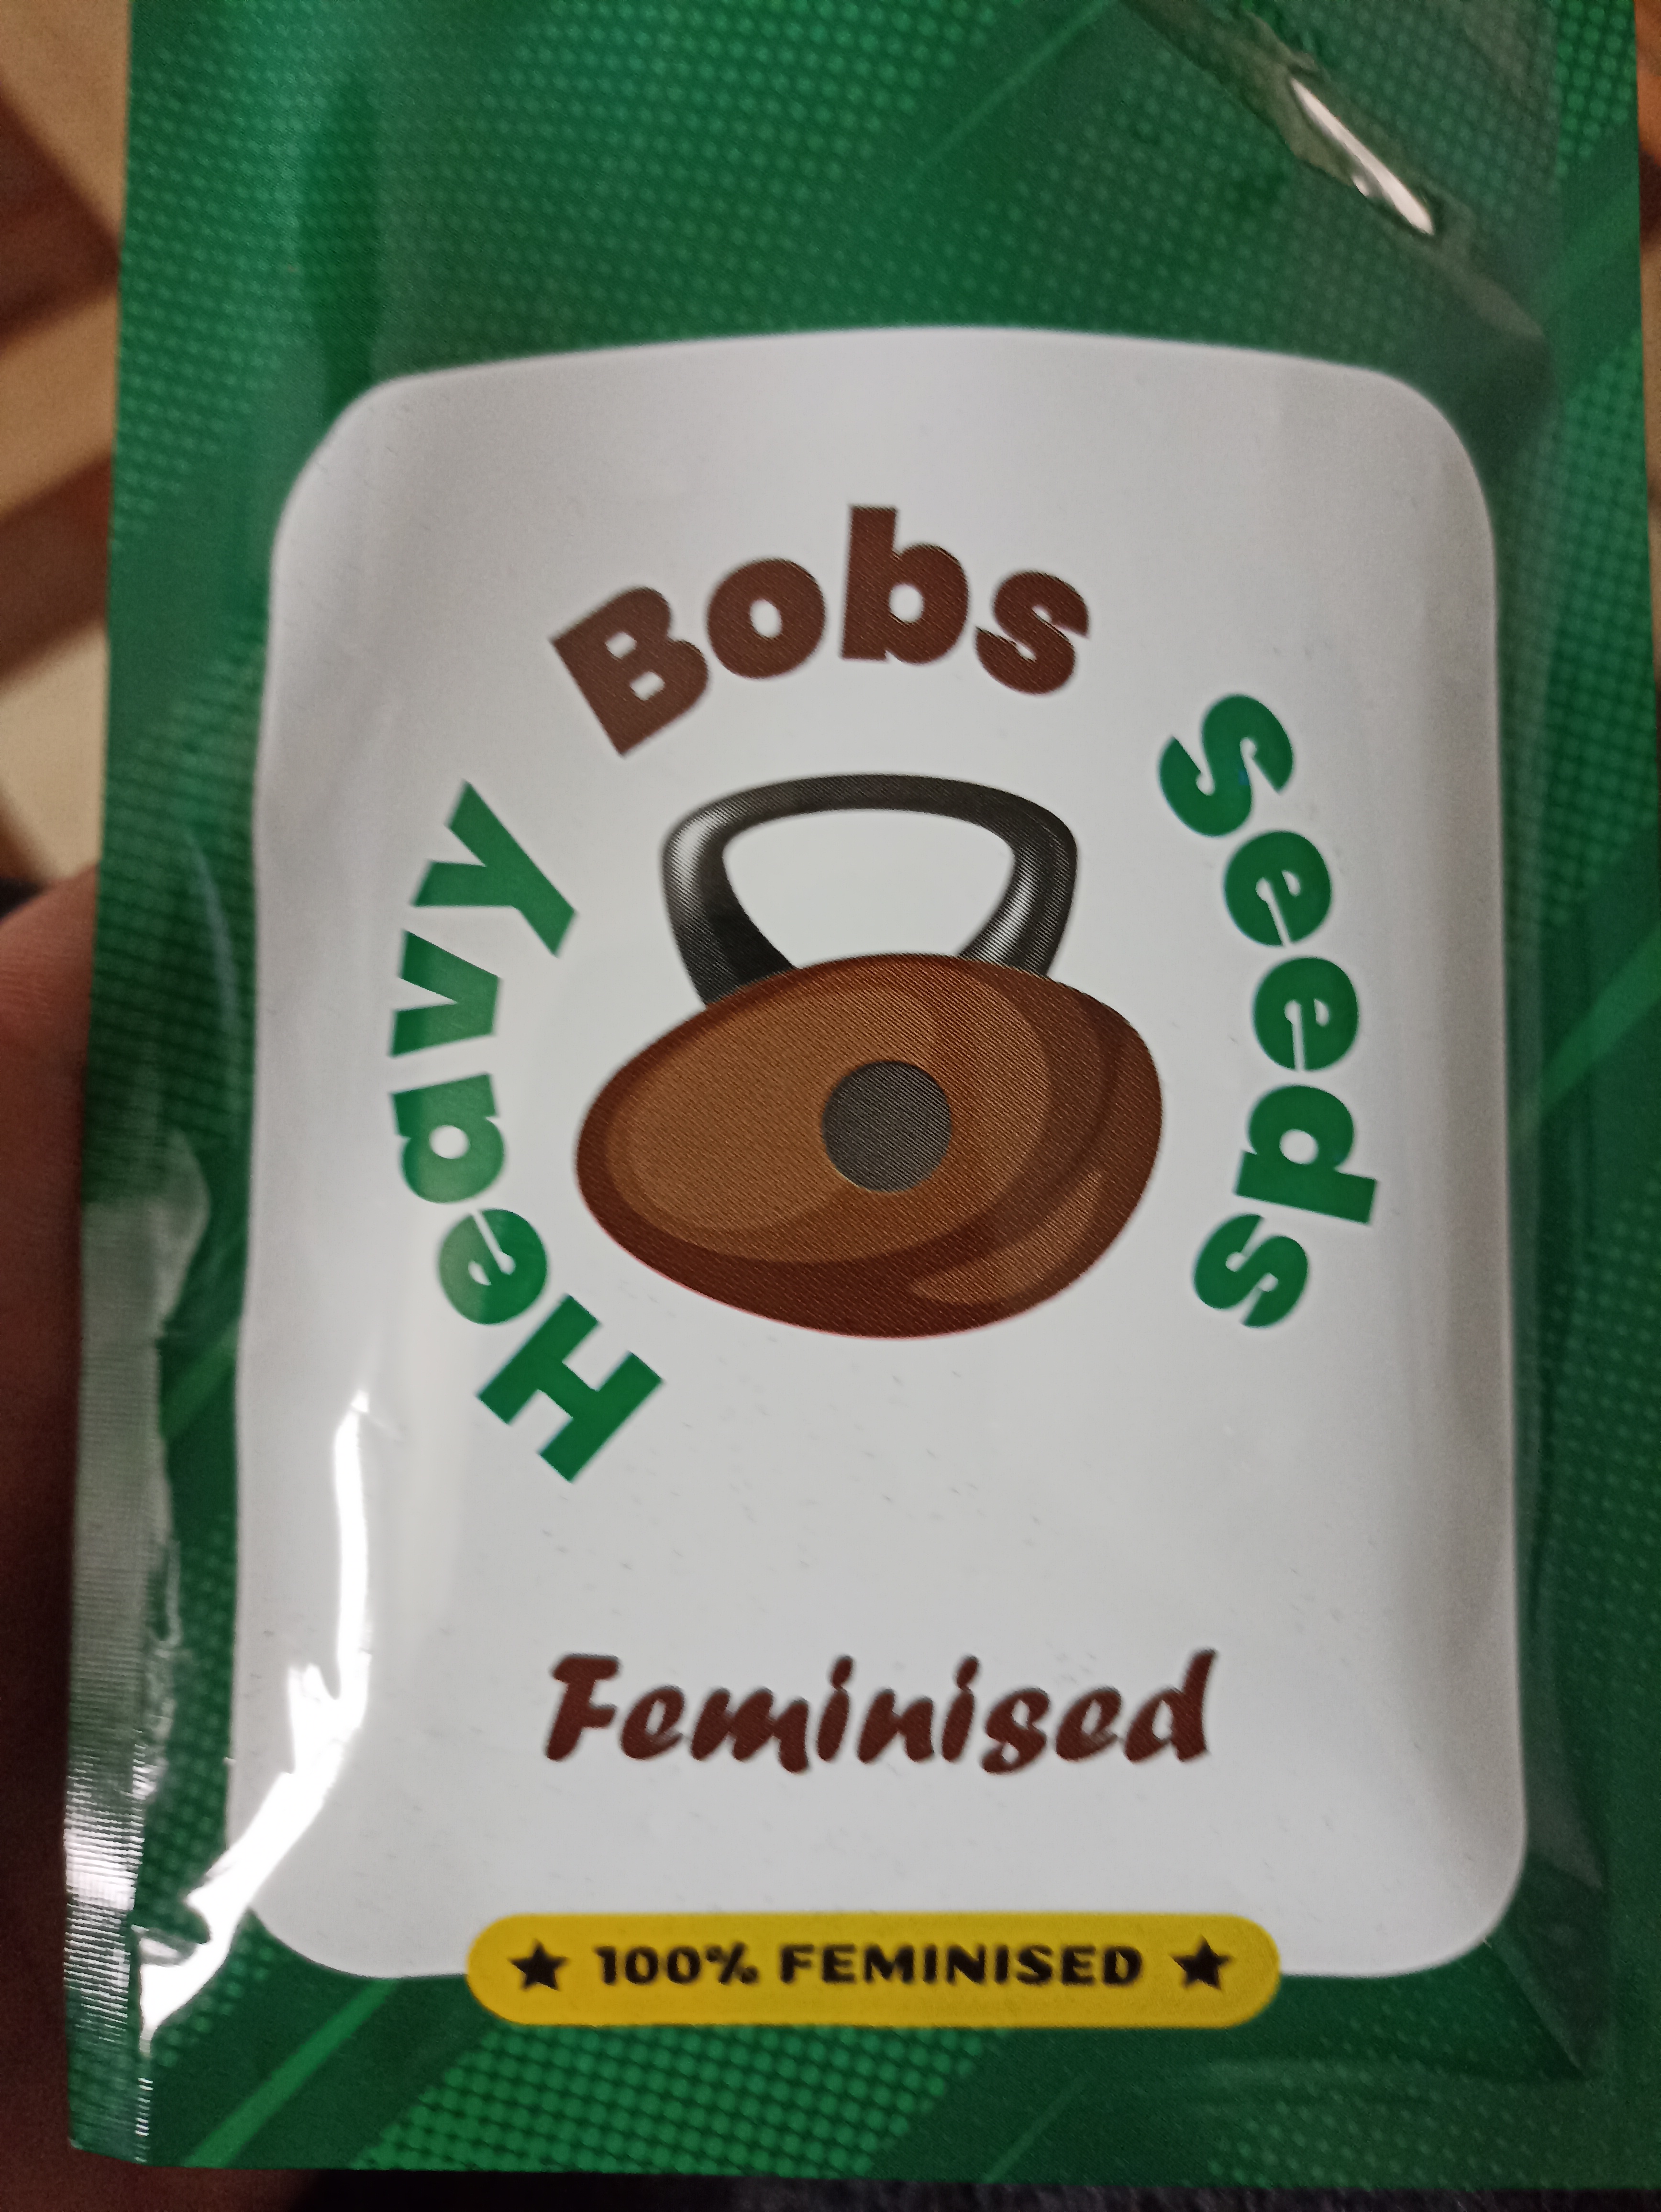 Heavy Bobs Seeds
Feminised
★ 100% FEMINISED ★